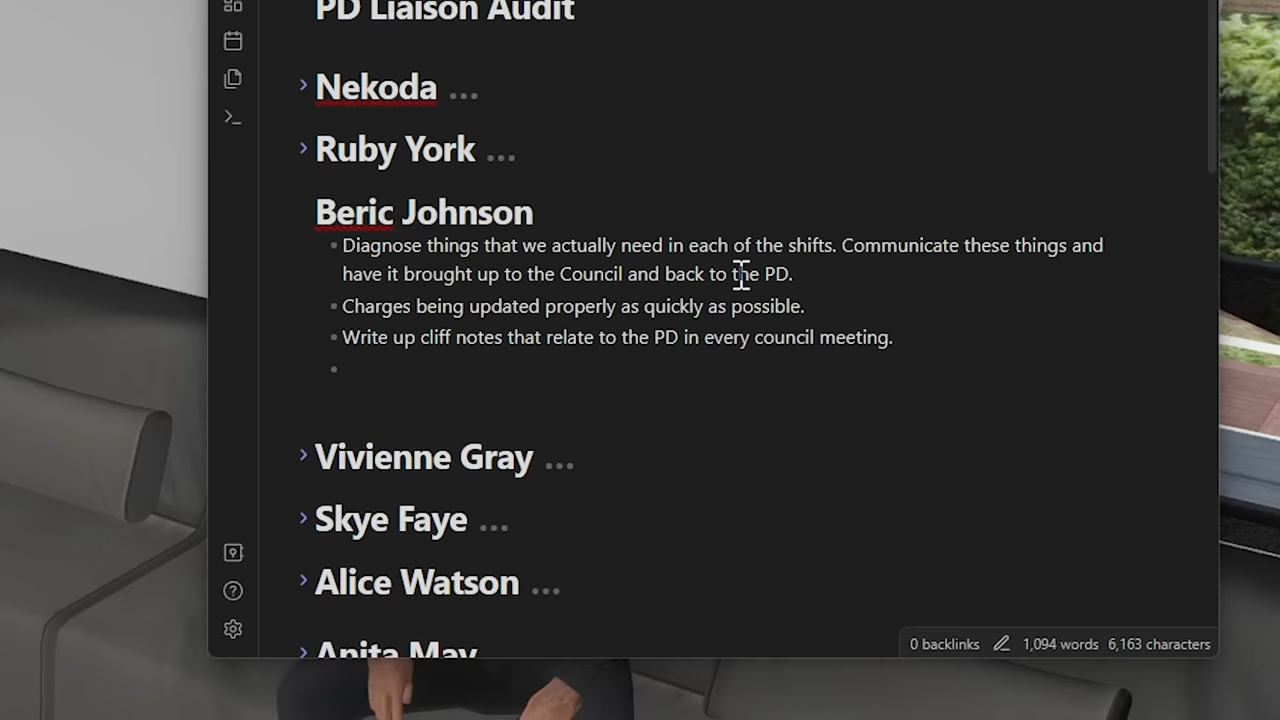 PD Liaison Audit
Nekoda ...
Ruby York ...
Beric Johnson
Diagnose things that we actually need in each of the shifts. Communicate these things and
have it brought up to the Council and back to the PD.
Charges being updated properly as quickly as possible.
Write up cliff notes that relate to the PD in every council meeting.
Vivienne Gray ...
Skye Faye ...
Alice Watson ...
Anita May
0 backlinks 1,094 words 6,163 characters